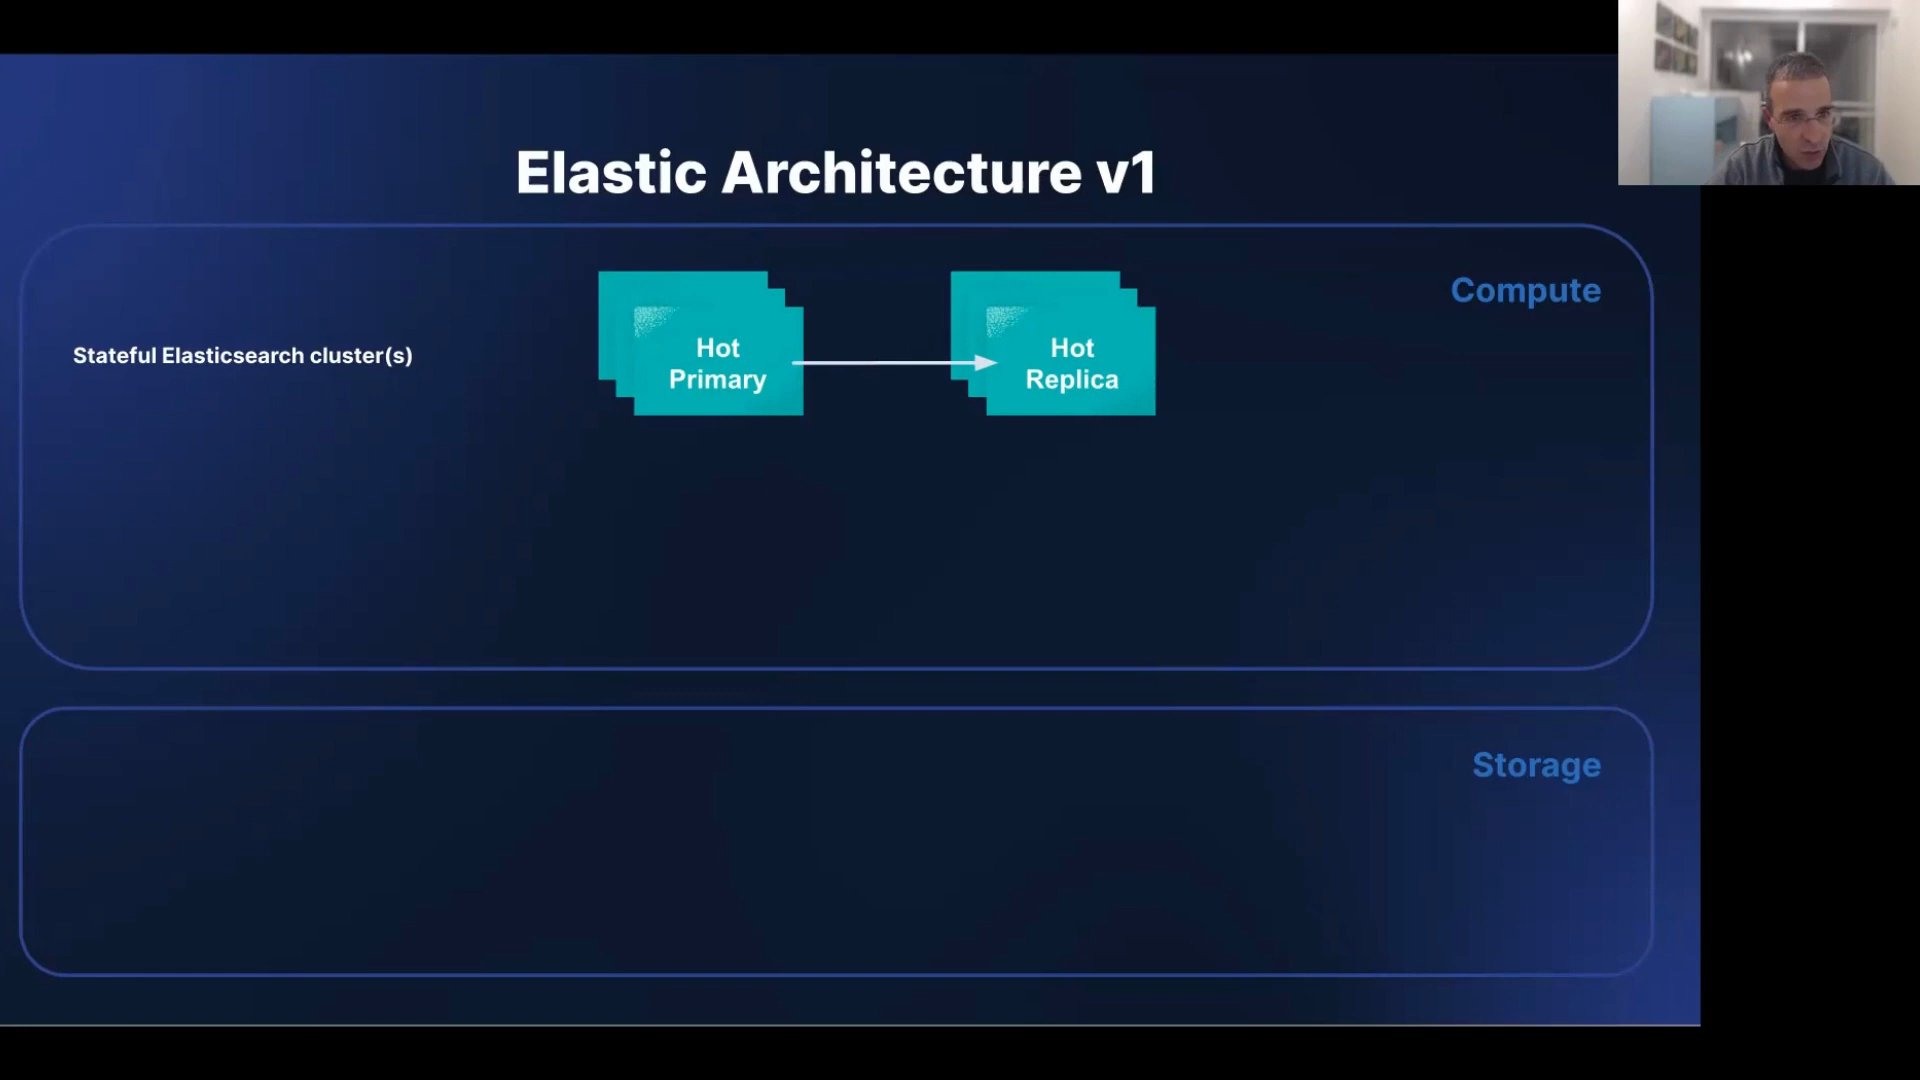 Elastic Architecture v1
Compute
Stateful Elasticsearch cluster(s)
Hot
Primary
Hot
Replica
Storage